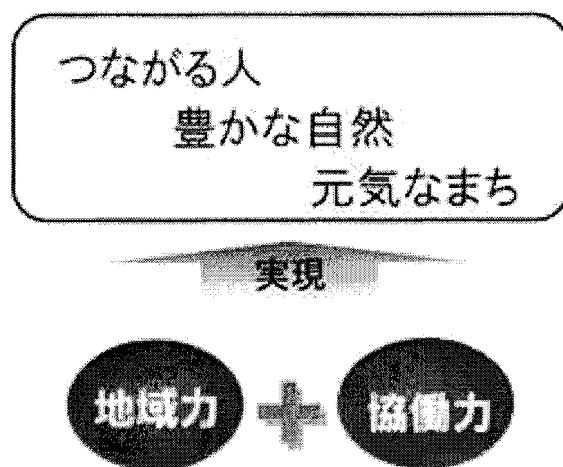 つながる人
豊かな自然
元気なまち
実現
地域力 + 協働力